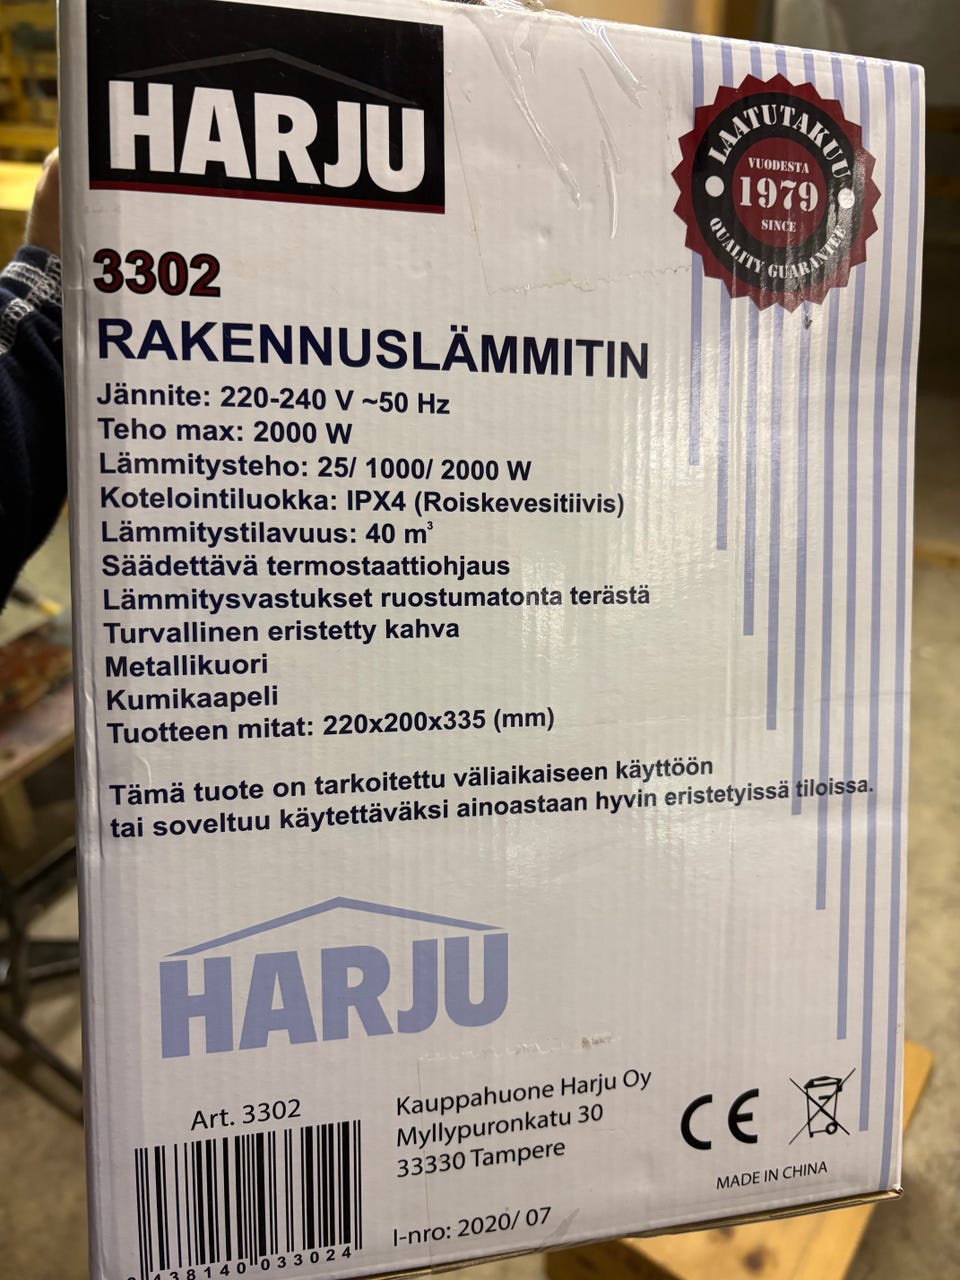 HARJU
LAATUTAKUU
VUODESTA
1979
SINCE
QUALITY GUARANTEE
3302
RAKENNUSLÄMMITIN
Jännite: 220-240 V ~50 Hz
Teho max: 2000 W
Lämmitysteho: 25/ 1000/ 2000 W
Kotelointiluokka: IPX4 (Roiskevesitiivis)
Lämmitystilavuus: 40 m³
Säädettävä termostaattiohjaus
Lämmitysvastukset ruostumatonta terästä
Turvallinen eristetty kahva
Metallikuori
Kumikaapeli
Tuotteen mitat: 220x200x335 (mm)
Tämä tuote on tarkoitettu väliaikaiseen käyttöön
tai soveltuu käytettäväksi ainoastaan hyvin eristetyissä tiloissa.
HARJU
Art. 3302
Kauppahuone Harju Oy
Myllypuronkatu 30
33330 Tampere
I-nro: 2020/ 07
CE
MADE IN CHINA
438140 033024